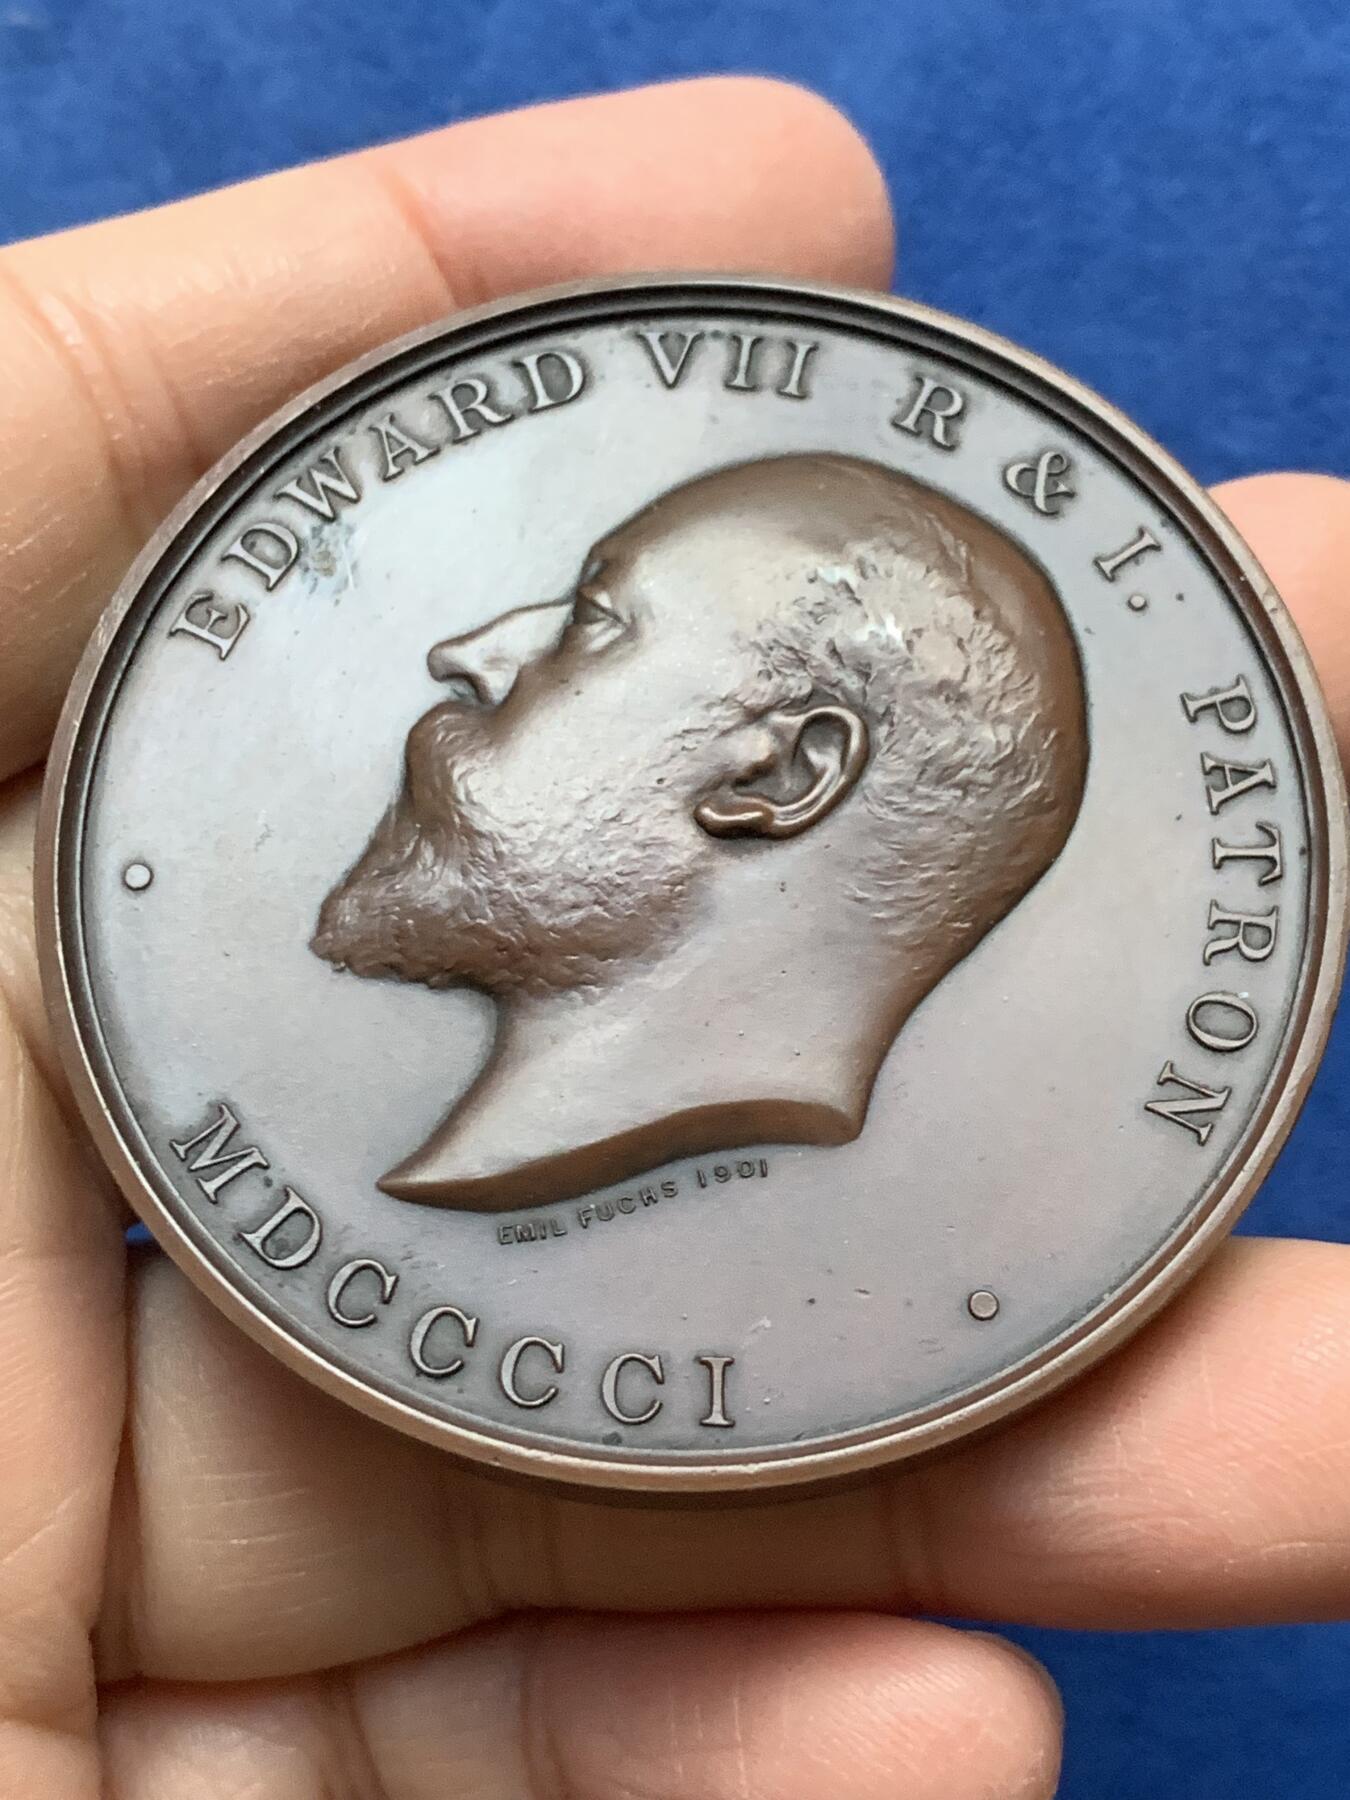 EDWARD VII R & I. PATRON
EMIL FUCHS 1901
MDCCCCI